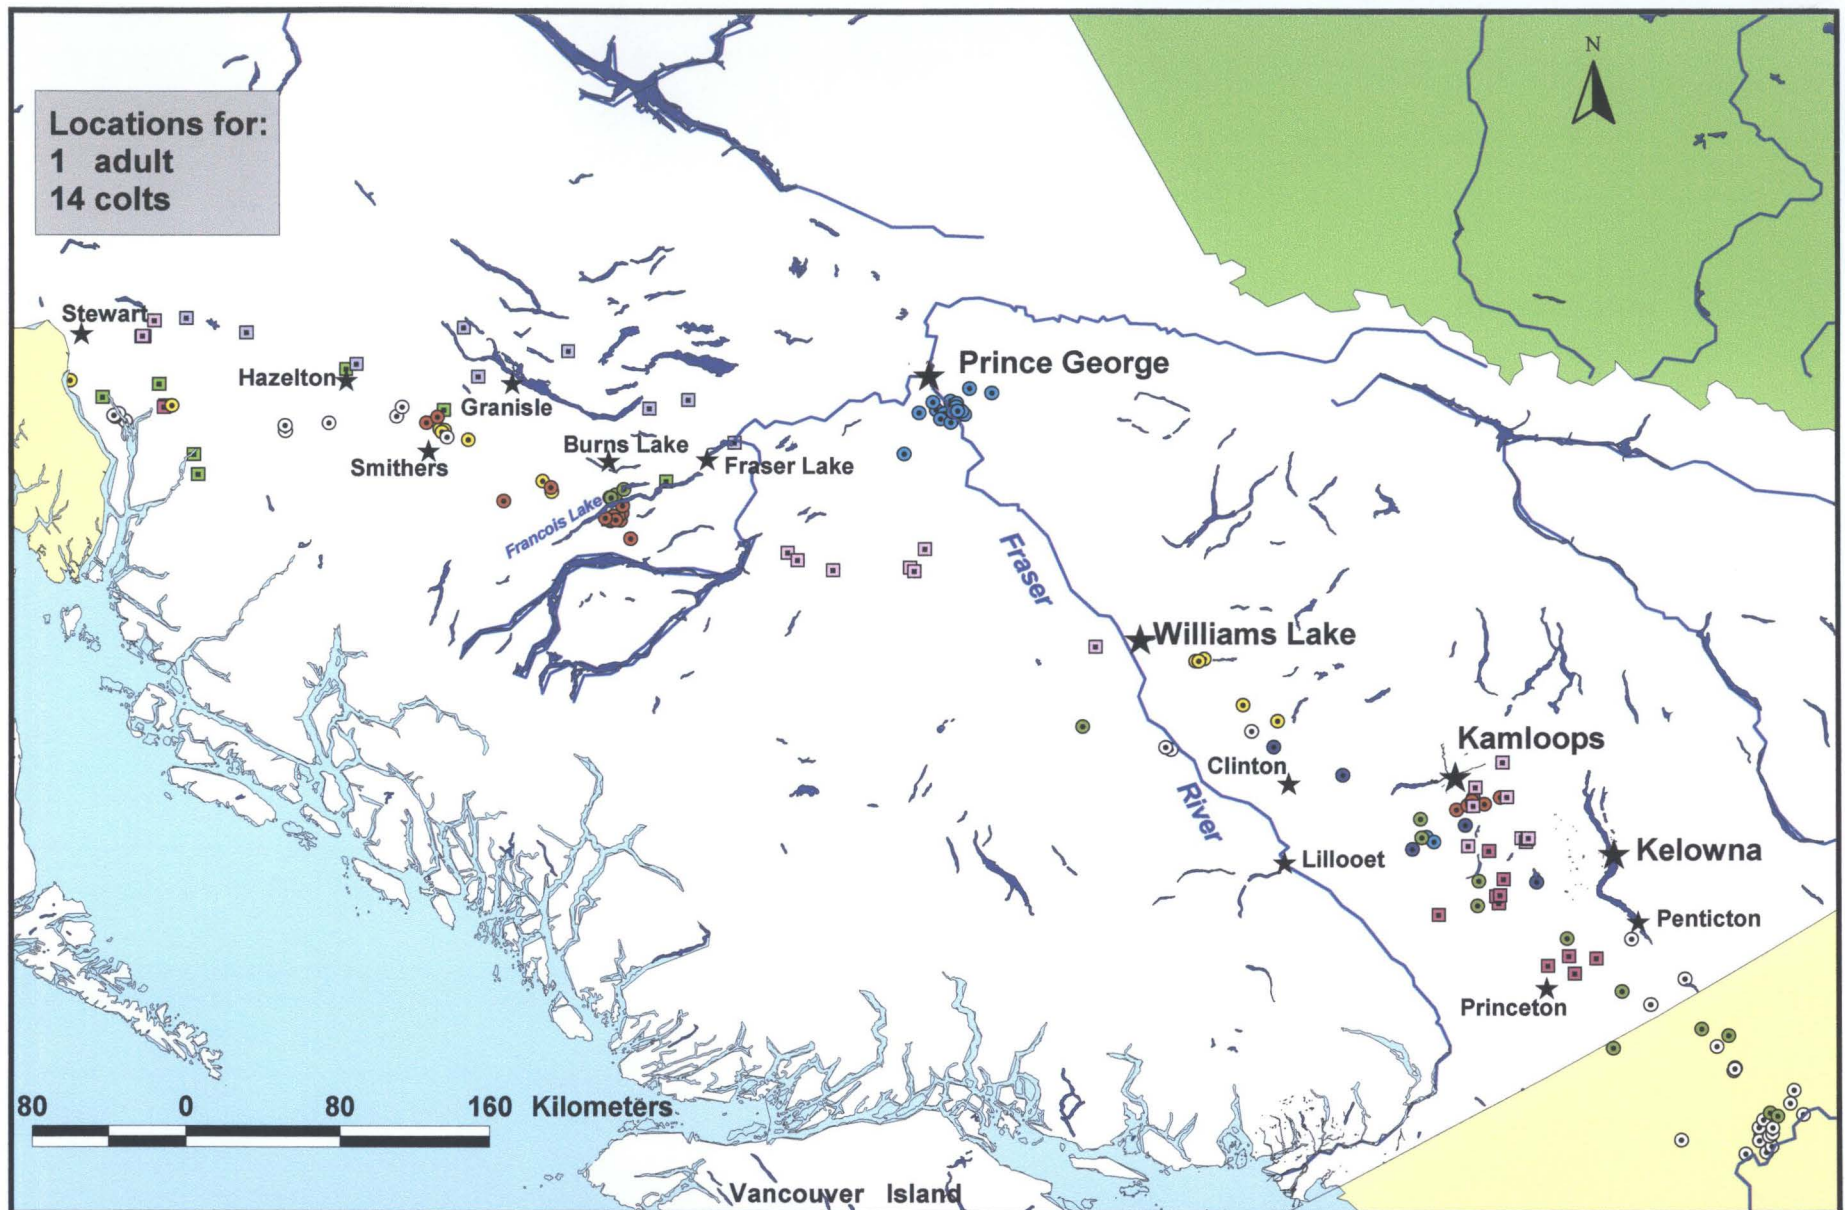 Locations for:
1 adult
14 colts
N
Stewart
Hazelton
Granisle
Prince George
Smithers
Burns Lake
Fraser Lake
Francois Lake
Fraser
Williams Lake
Kamloops
Clinton
River
Lillooet
Kelowna
Penticton
Princeton
80 0 80 160 Kilometers
Vancouver Island